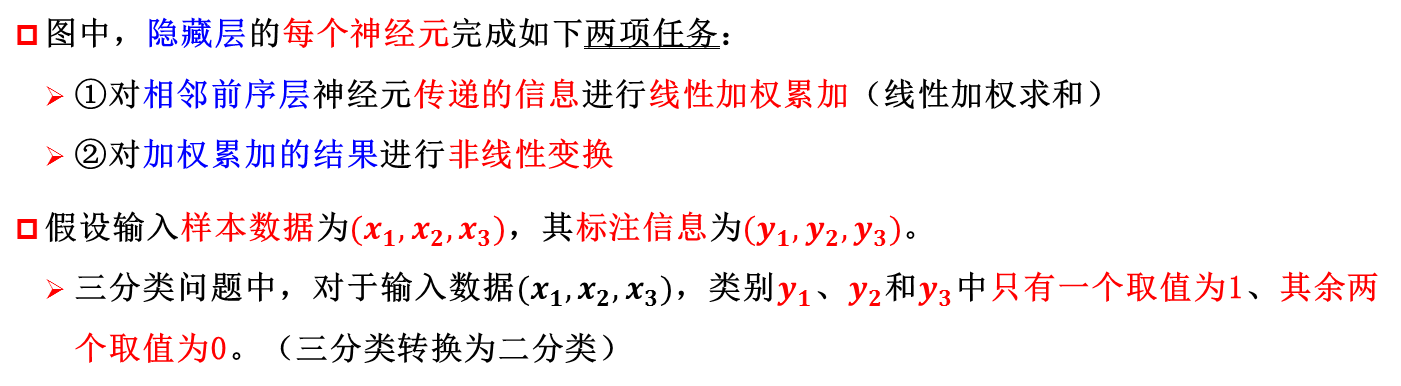 图中，隐藏层的每个神经元完成如下两项任务：
①对相邻前序层神经元传递的信息进行线性加权累加（线性加权求和）
②对加权累加的结果进行非线性变换
假设输入样本数据为(x₁, x₂, x₃)，其标注信息为(y₁, y₂, y₃)。
三分类问题中，对于输入数据(x₁, x₂, x₃)，类别y₁、y₂和y₃中只有一个取值为1、其余两
个取值为0。（三分类转换为二分类）